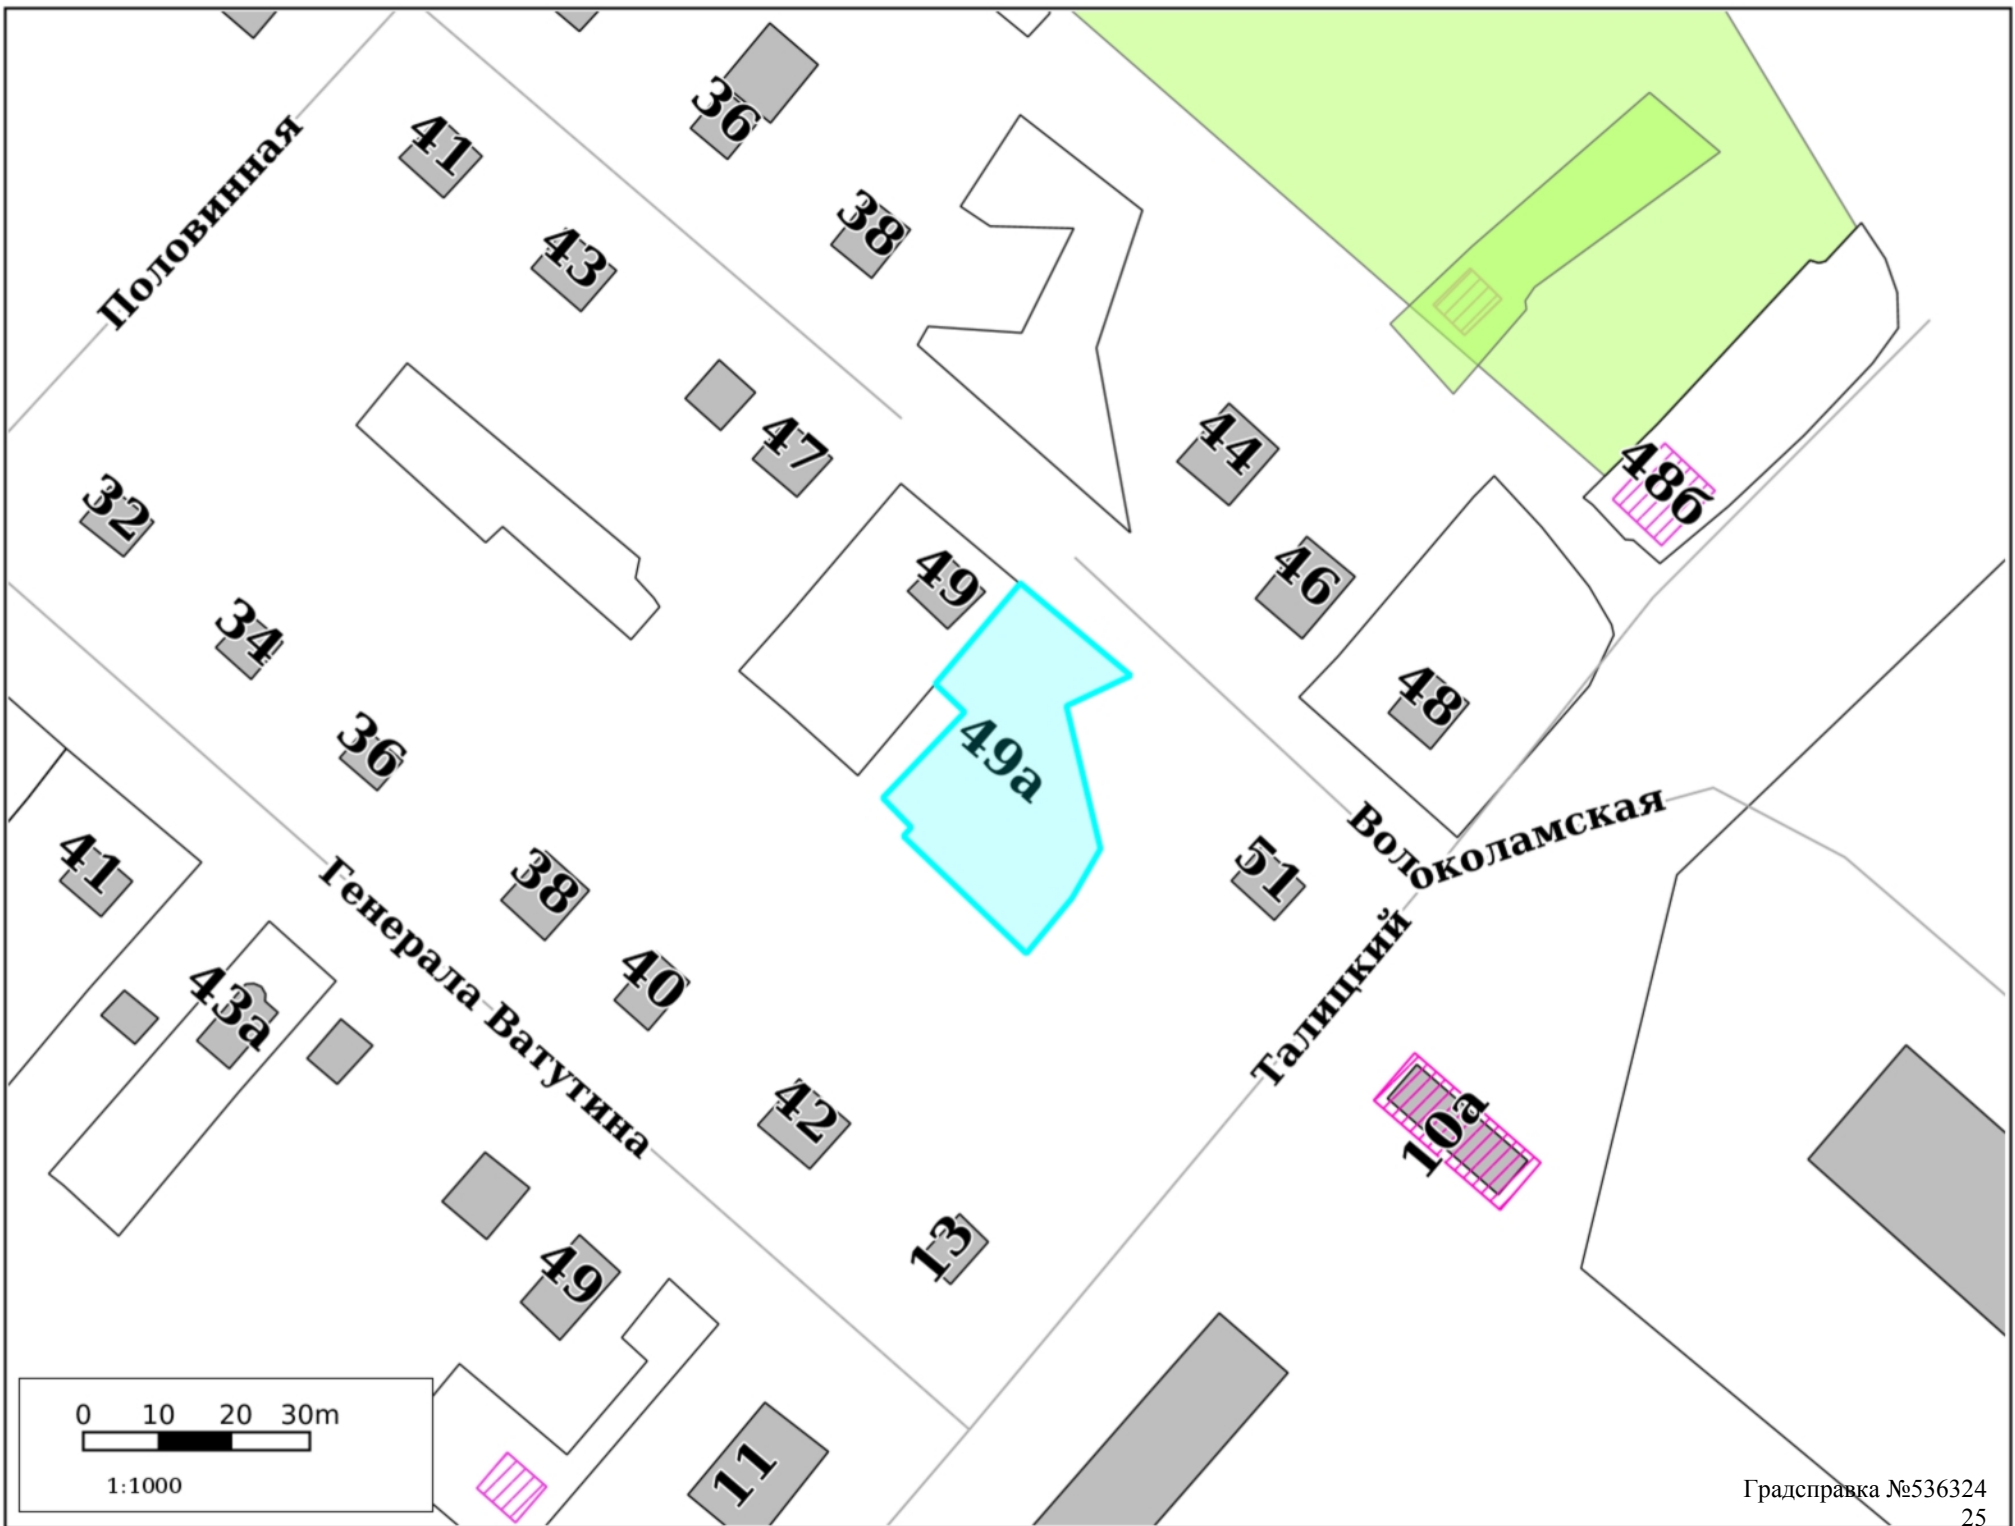 36
41
Половинная
38
43
47
44
48б
32
49
46
34
48
36
49а
Волоколамская
41
38
51
Генерала Ватутина
40
43а
Талицкий
42
10а
13
49
11
0 10 20 30m
1:1000
Градсправка №536324
25